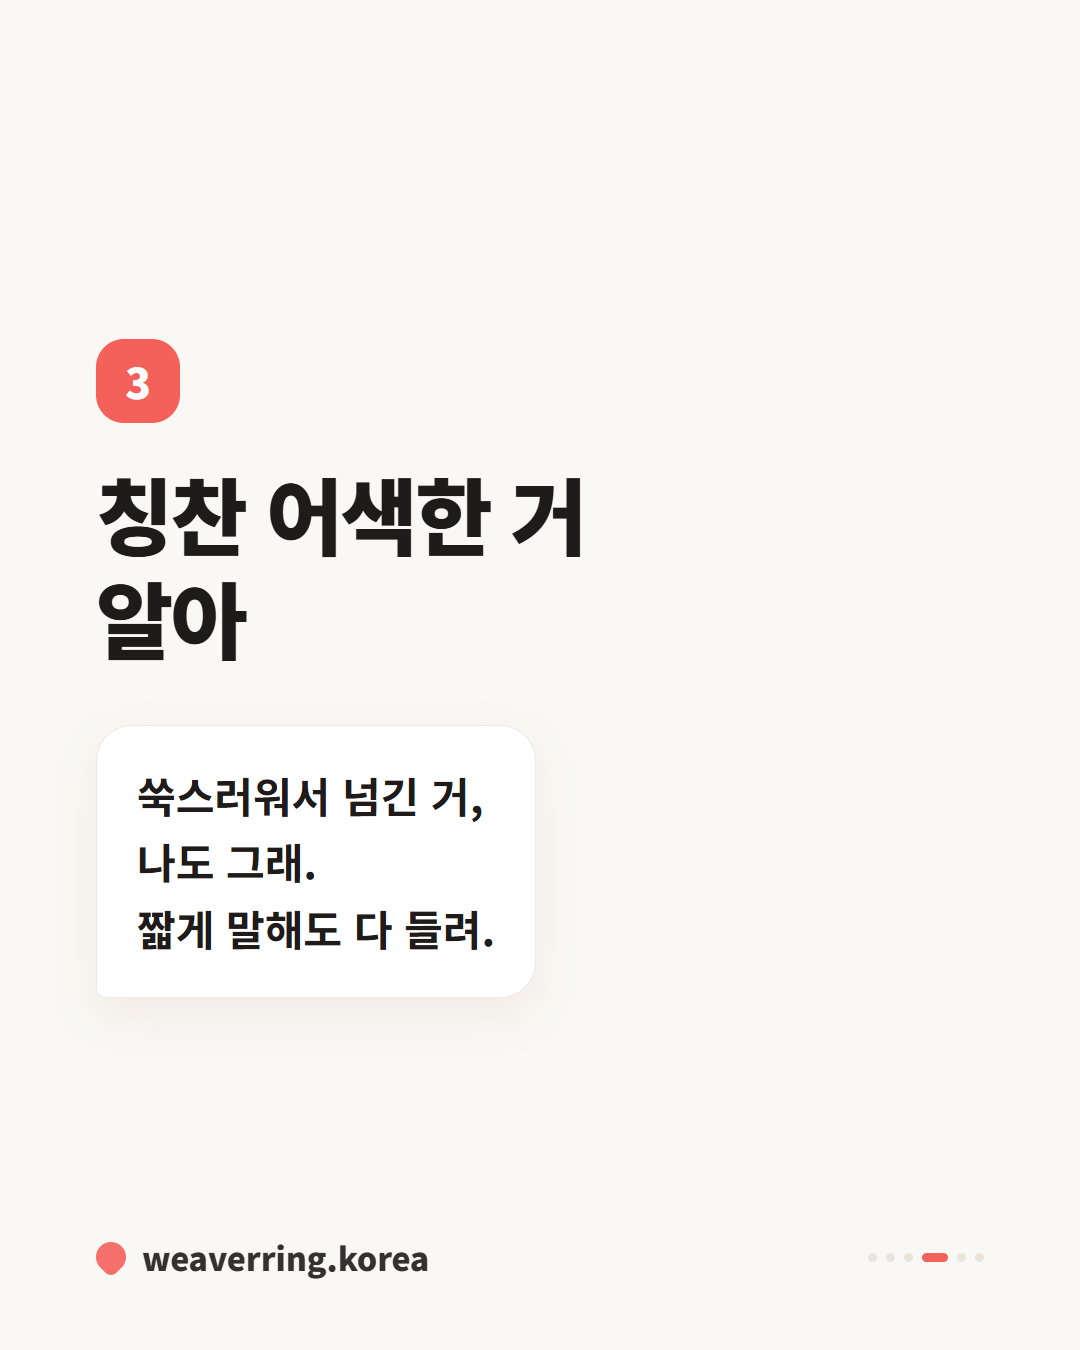 3
칭찬 어색한 거
알아
쑥스러워서 넘긴 거,
나도 그래.
짧게 말해도 다 들려.
weaverring.korea